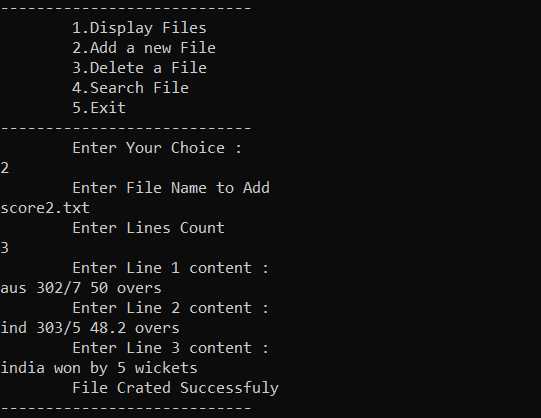 ----------------------------
1.Display Files
2.Add a new File
3.Delete a File
4.Search File
5.Exit
----------------------------
Enter Your Choice :
2
Enter File Name to Add
score2.txt
Enter Lines Count
3
Enter Line 1 content :
aus 302/7 50 overs
Enter Line 2 content :
ind 303/5 48.2 overs
Enter Line 3 content :
india won by 5 wickets
File Crated Successfuly
----------------------------